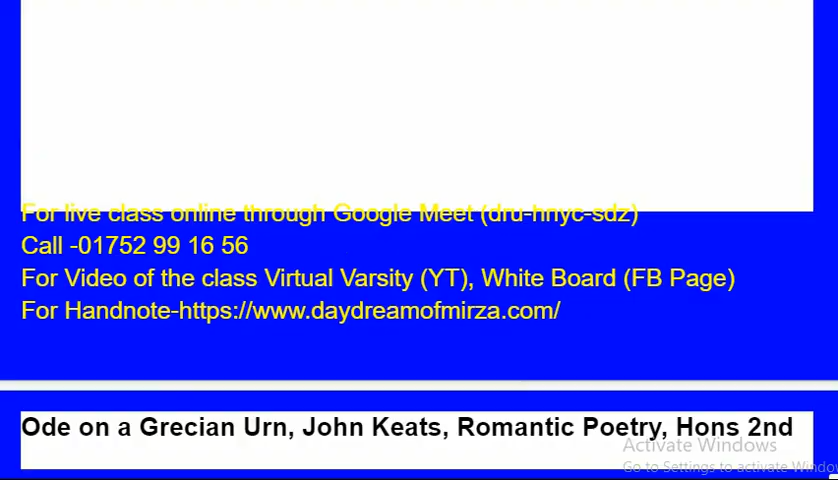 For live class online through Google Meet (dru-hnyc-sdz)
Call -01752 99 16 56
For Video of the class Virtual Varsity (YT), White Board (FB Page)
For Handnote-https://www.daydreamofmirza.com/
Ode on a Grecian Urn, John Keats, Romantic Poetry, Hons 2nd
Activate Windows
Go to Settings to activate Windo